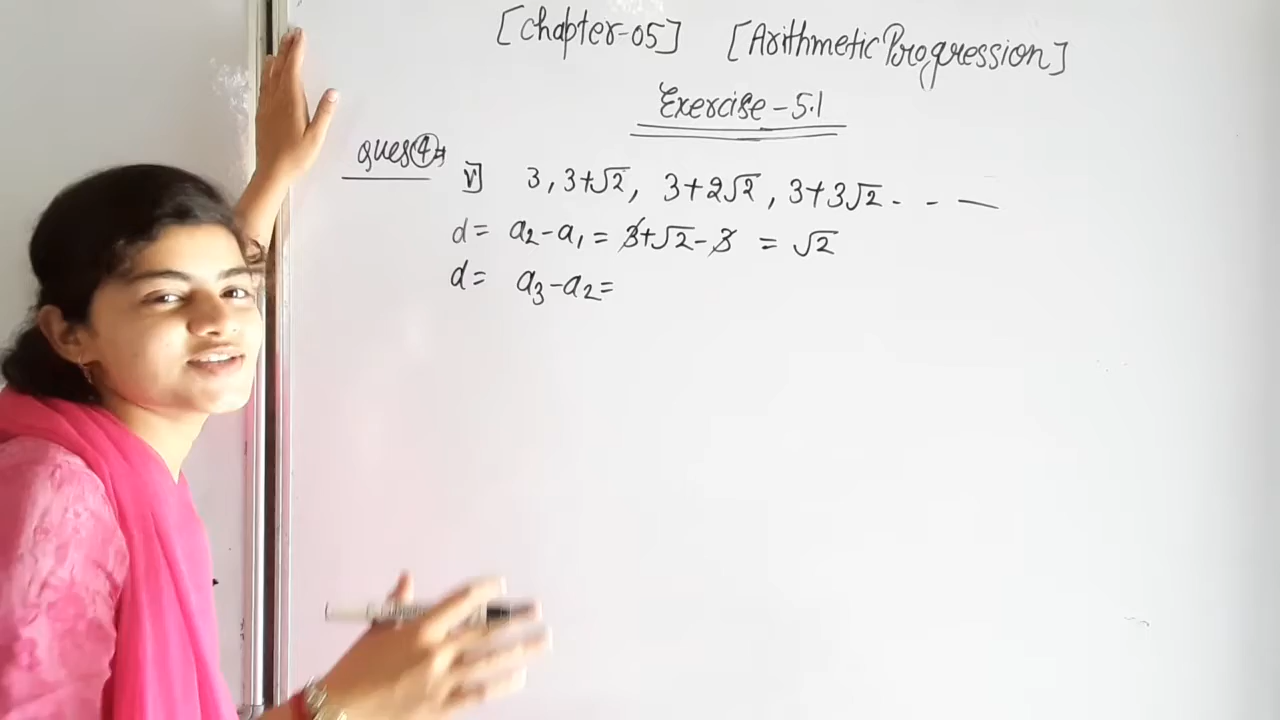 [Chapter-05] [Arithmetic Progression]
Exercise-5.1
Ques④⇒
v] 3, 3+√2, 3+2√2, 3+3√2 - - —
d= a₂-a₁ = 3+√2-3 = √2
d= a₃-a₂=